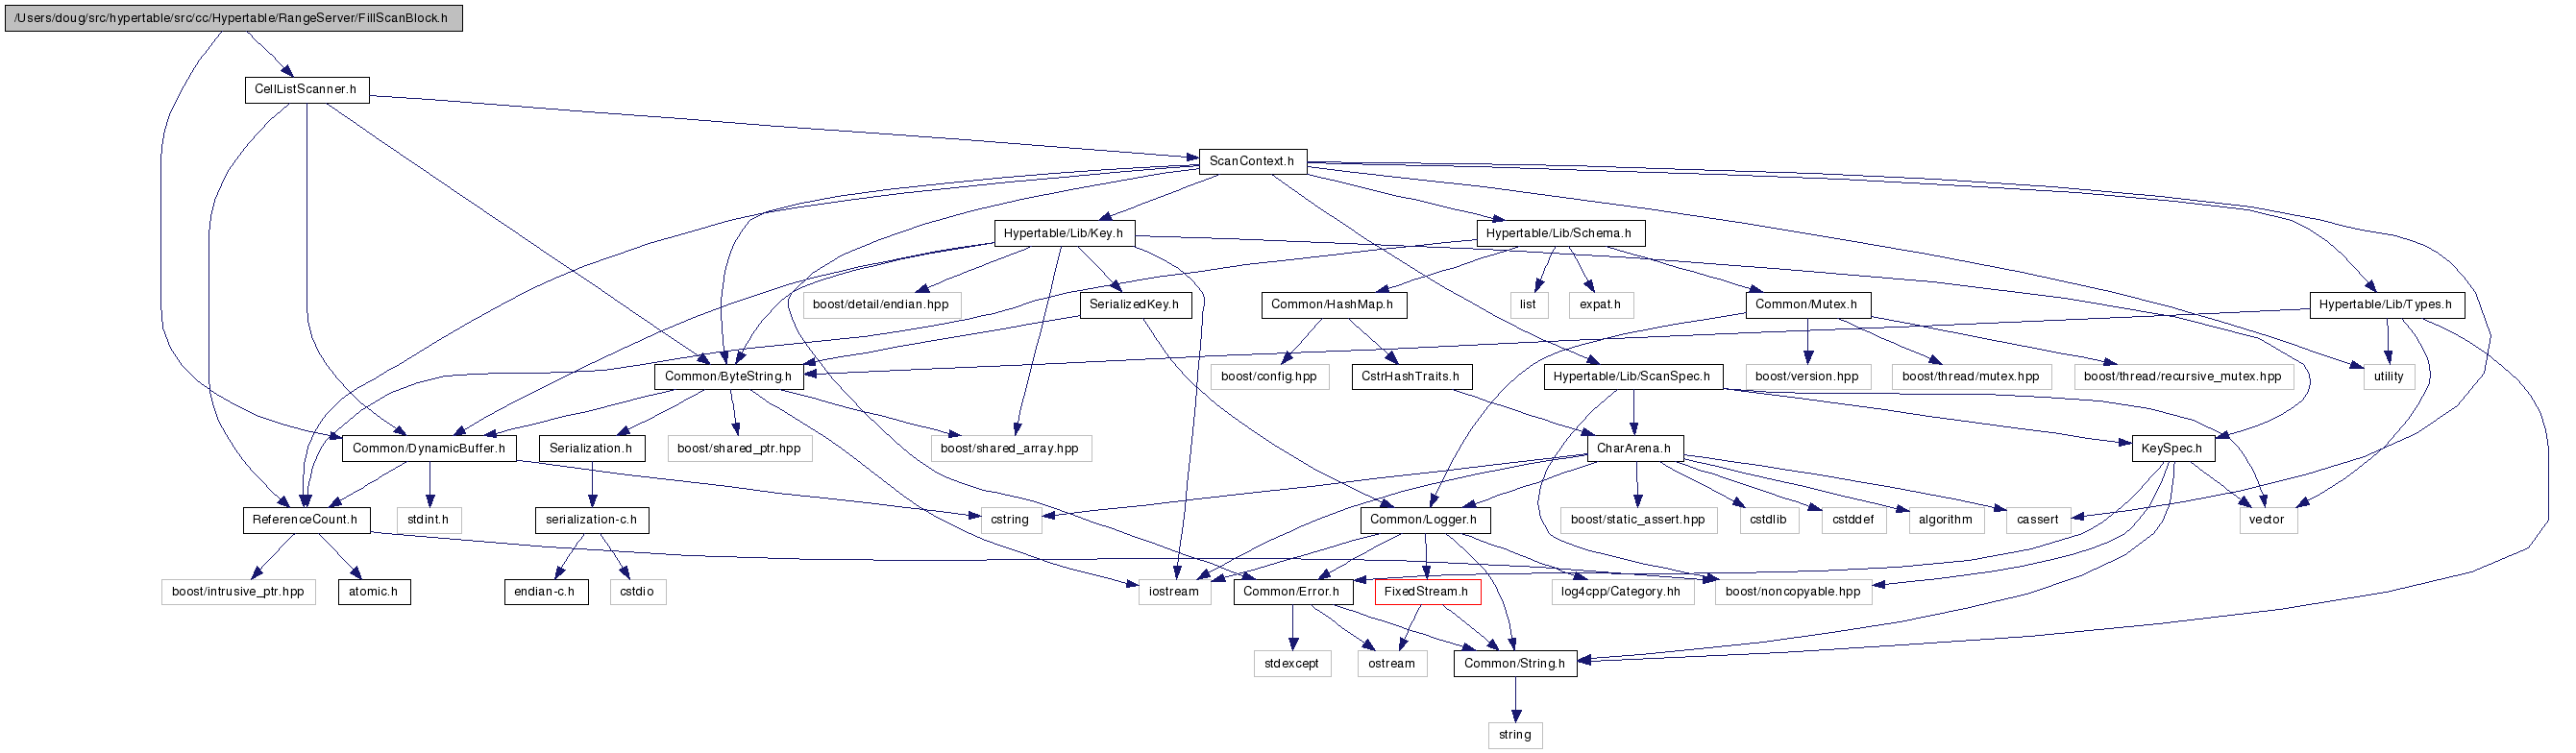 /Users/doug/src/hypertable/src/cc/Hypertable/RangeServer/FillScanBlock.h
CellListScanner.h
ScanContext.h
Hypertable/Lib/Key.h
Hypertable/Lib/Schema.h
boost/detail/endian.hpp
SerializedKey.h
Common/HashMap.h
list
expat.h
Common/Mutex.h
Hypertable/Lib/Types.h
Common/ByteString.h
boost/config.hpp
CstrHashTraits.h
Hypertable/Lib/ScanSpec.h
boost/version.hpp
boost/thread/mutex.hpp
boost/thread/recursive_mutex.hpp
utility
Common/DynamicBuffer.h
Serialization.h
boost/shared_ptr.hpp
boost/shared_array.hpp
CharArena.h
KeySpec.h
ReferenceCount.h
stdint.h
serialization-c.h
cstring
Common/Logger.h
boost/static_assert.hpp
cstdlib
cstddef
algorithm
cassert
vector
boost/intrusive_ptr.hpp
atomic.h
endian-c.h
cstdio
iostream
Common/Error.h
FixedStream.h
log4cpp/Category.hh
boost/noncopyable.hpp
stdexcept
ostream
Common/String.h
string